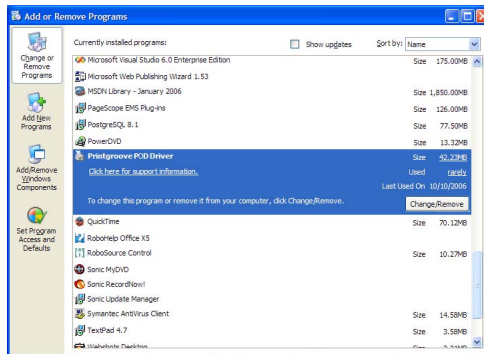 Add or Remove Programs
Change or
Remove
Programs
Add New
Programs
Add/Remove
Windows
Components
Set Program
Access and
Defaults
Currently installed programs:
Show updates
Sort by: Name
Microsoft Visual Studio 6.0 Enterprise Edition Size 175.00MB
Microsoft Web Publishing Wizard 1.53
MSDN Library - January 2006 Size 1,850.00MB
PageScope EMS Plug-ins Size 126.00MB
PostgreSQL 8.1 Size 77.50MB
PowerDVD Size 13.32MB
Printgroove POD Driver Size 42.23MB
Click here for support information. Used rarely
Last Used On 10/10/2006
To change this program or remove it from your computer, click Change/Remove. Change/Remove
QuickTime Size 70.12MB
RoboHelp Office X5
RoboSource Control Size 10.27MB
Sonic MyDVD
Sonic RecordNow!
Sonic Update Manager
Symantec AntiVirus Client Size 14.58MB
TextPad 4.7 Size 3.58MB
Webshots Desktop Size